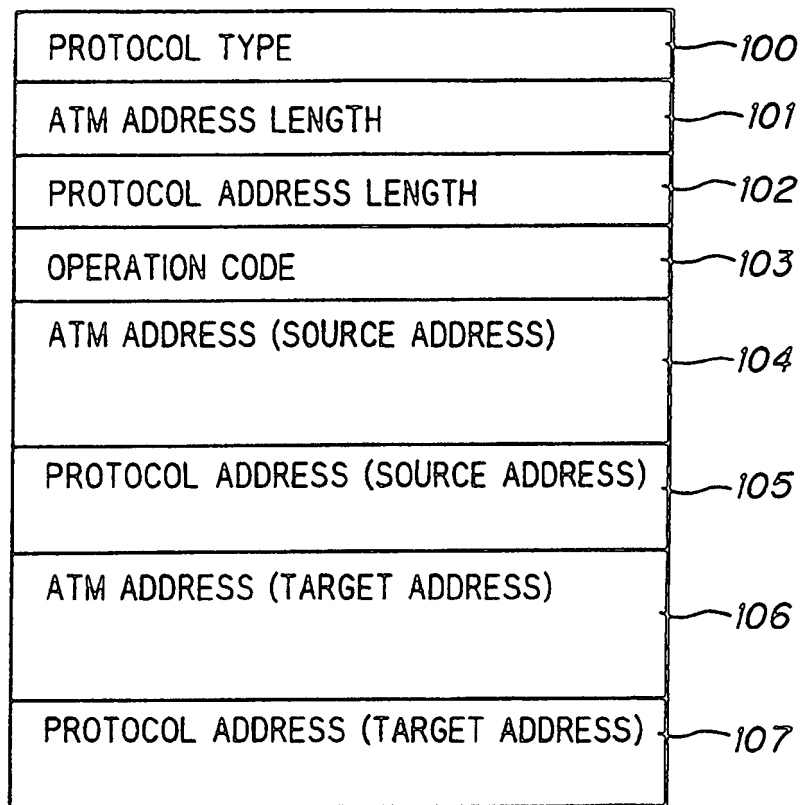 PROTOCOL TYPE 100
ATM ADDRESS LENGTH 101
PROTOCOL ADDRESS LENGTH 102
OPERATION CODE 103
ATM ADDRESS (SOURCE ADDRESS) 104
PROTOCOL ADDRESS (SOURCE ADDRESS) 105
ATM ADDRESS (TARGET ADDRESS) 106
PROTOCOL ADDRESS (TARGET ADDRESS) 107